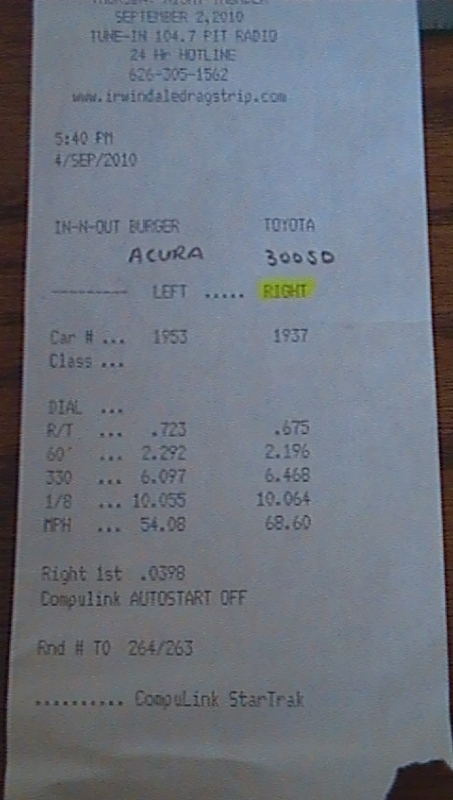 THURSDAY NIGHT THUNDER
SEPTEMBER 2,2010
TUNE-IN 104.7 PIT RADIO
24 Hr HOTLINE
626-305-1562
www.irwindaledragstrip.com
5:40 PM
4/SEP/2010
IN-N-OUT BURGER TOYOTA
ACURA 300SD
--------- LEFT ..... RIGHT
Car # ... 1953 1937
Class ...
DIAL ...
R/T ... .723 .675
60' ... 2.292 2.196
330 ... 6.097 6.468
1/8 ... 10.055 10.064
MPH ... 54.08 68.60
Right 1st .0398
Compulink AUTOSTART OFF
Rnd # TO 264/263
.......... CompuLink StarTrak